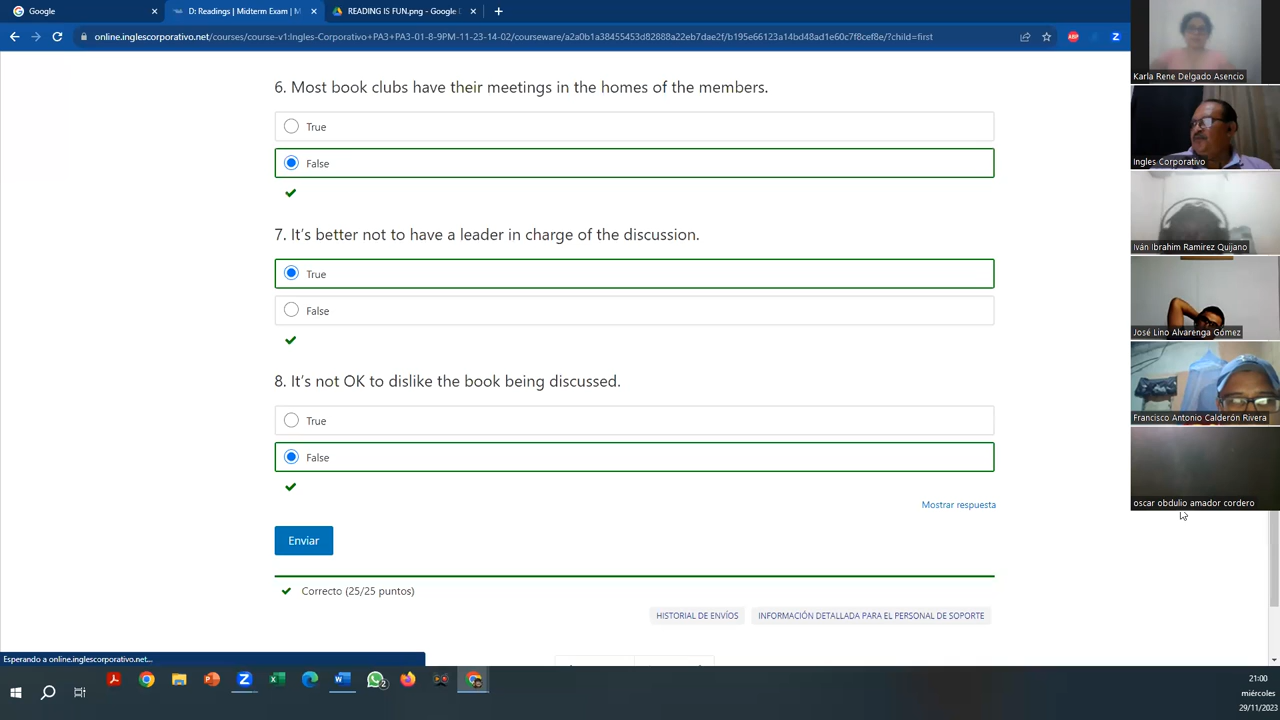 Google
D: Readings | Midterm Exam | M
READING IS FUN.png - Google
online.inglescorporativo.net/courses/course-v1:Ingles-Corporativo+PA3+PA3-01-8-9PM-11-23-14-02/courseware/a2a0b1a38455453d82888a22eb7dae2f/b195e66123a14bd48ad1e60c7f8cef8e/?child=first
ABP
6. Most book clubs have their meetings in the homes of the members.
True
False
7. It's better not to have a leader in charge of the discussion.
True
False
8. It's not OK to dislike the book being discussed.
True
False
Mostrar respuesta
Enviar
Correcto (25/25 puntos)
HISTORIAL DE ENVÍOS
INFORMACIÓN DETALLADA PARA EL PERSONAL DE SOPORTE
Esperando a online.inglescorporativo.net...
Karla Rene Delgado Asencio
Ingles Corporativo
Iván Ibrahim Ramirez Quijano
José Lino Alvarenga Gómez
Francisco Antonio Calderón Rivera
oscar obdulio amador cordero
21:00
miércoles
29/11/2023